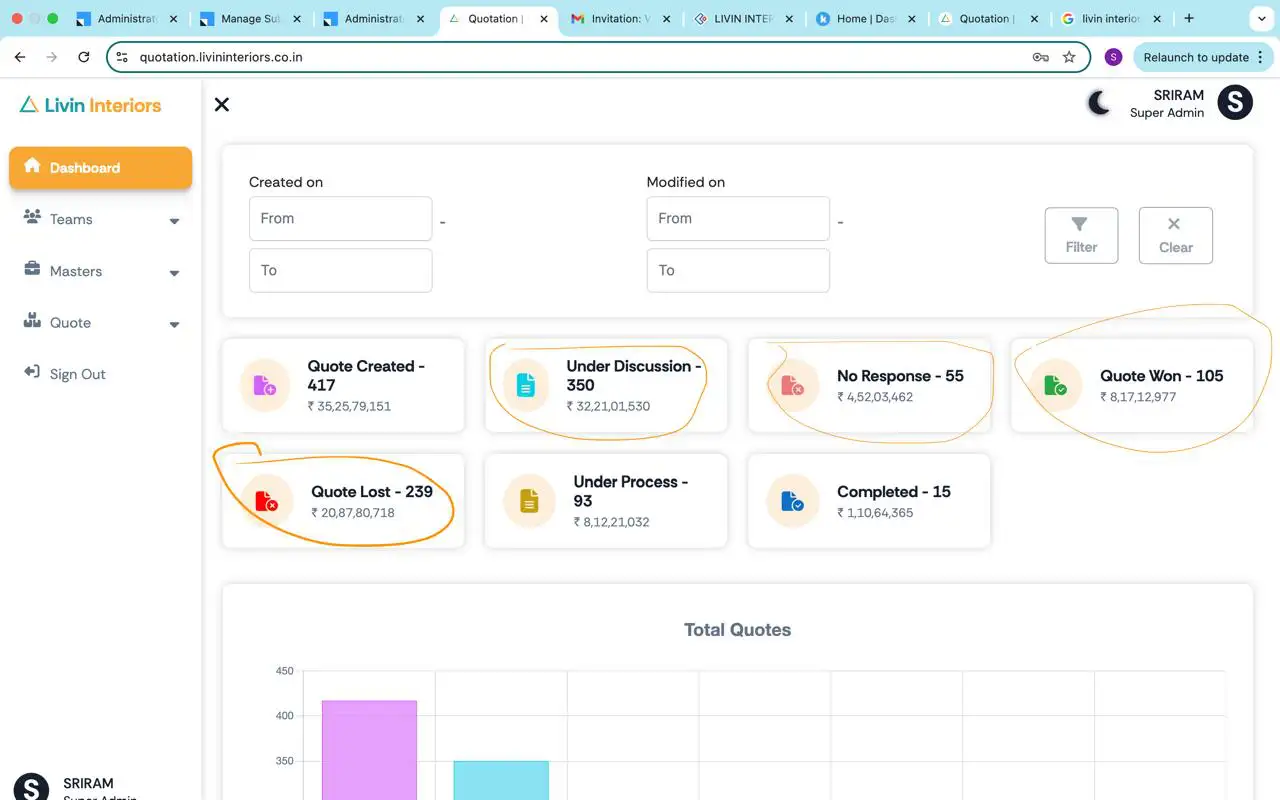 Administrat
Manage Su
Administrat
Quotation |
Invitation: V
LIVIN INTER
Home | Das
Quotation |
livin interior
quotation.livininteriors.co.in
S
Relaunch to update
Livin Interiors
SRIRAM
Super Admin
S
Dashboard
Teams
Masters
Quote
Sign Out
Created on
From
-
To
Modified on
From
-
To
Filter
Clear
Quote Created -
417
₹ 35,25,79,151
Under Discussion -
350
₹ 32,21,01,530
No Response - 55
₹ 4,52,03,462
Quote Won - 105
₹ 8,17,12,977
Quote Lost - 239
₹ 20,87,80,718
Under Process -
93
₹ 8,12,21,032
Completed - 15
₹ 1,10,64,365
Total Quotes
450
400
350
S
SRIRAM
Super Admin